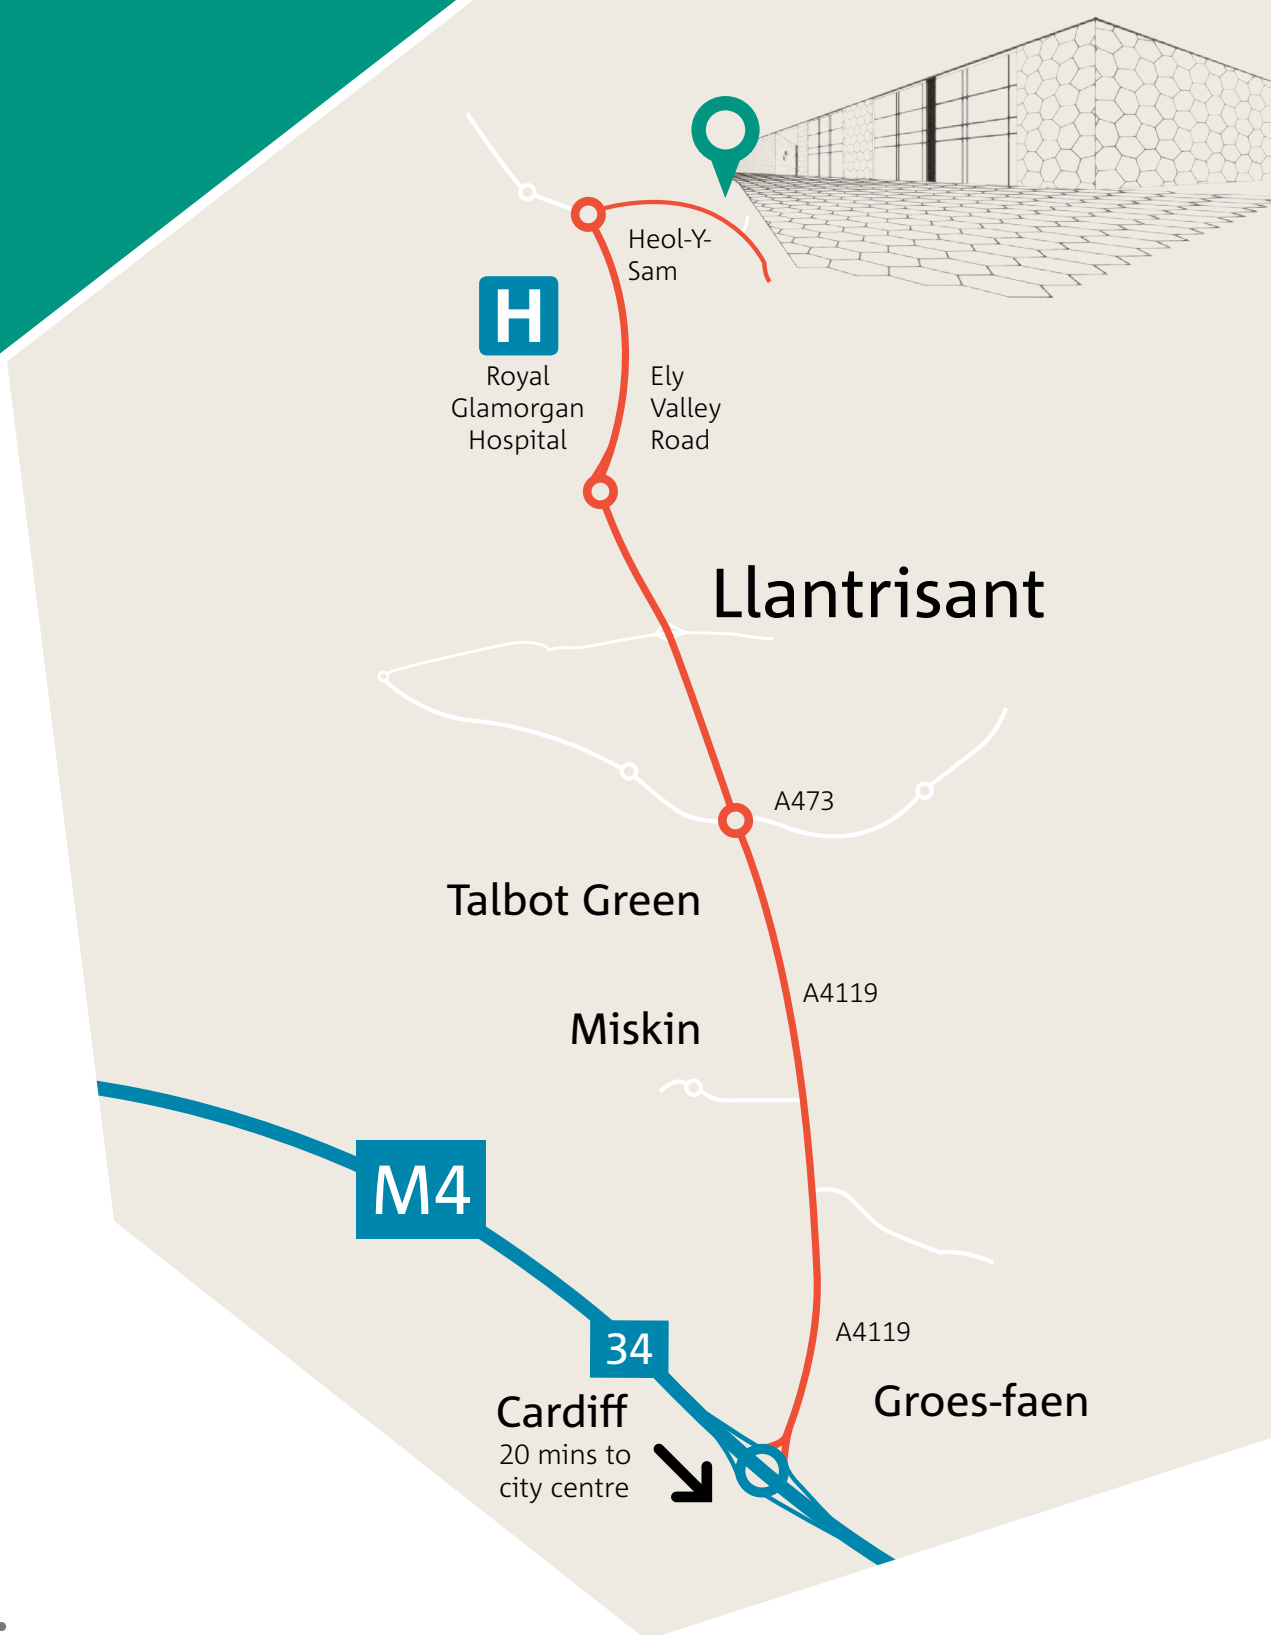 Heol-Y-
Sam
H
Royal
Glamorgan
Hospital
Ely
Valley
Road
Llantrisant
A473
Talbot Green
A4119
Miskin
M4
34
A4119
Groes-faen
Cardiff
20 mins to
city centre